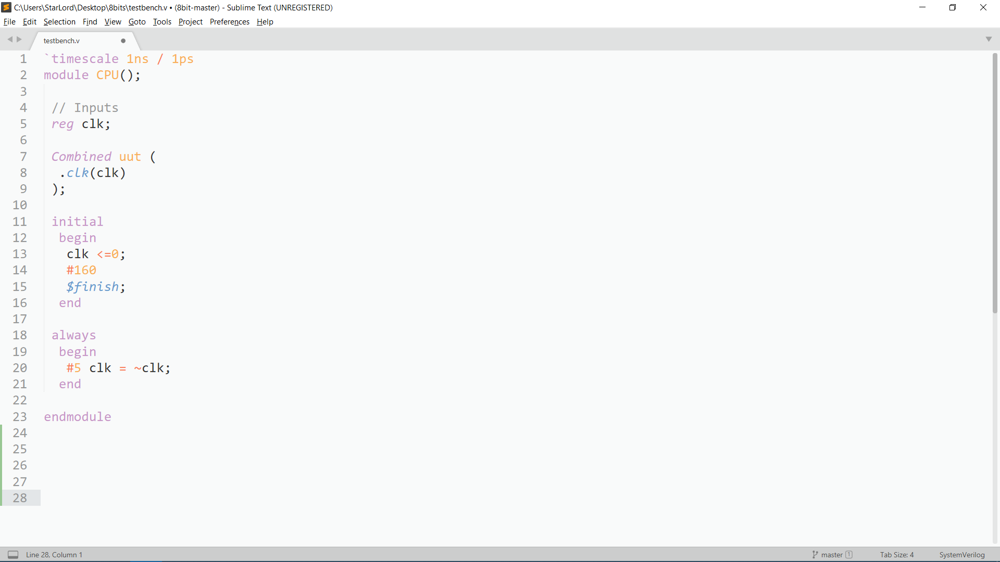 C:\Users\StarLord\Desktop\8bits\testbench.v • (8bit-master) - Sublime Text (UNREGISTERED)
File Edit Selection Find View Goto Tools Project Preferences Help
testbench.v
1 `timescale 1ns / 1ps
2 module CPU();
3
4 // Inputs
5 reg clk;
6
7 Combined uut (
8 .clk(clk)
9 );
10
11 initial
12 begin
13 clk <=0;
14 #160
15 $finish;
16 end
17
18 always
19 begin
20 #5 clk = ~clk;
21 end
22
23 endmodule
24
25
26
27
28
Line 28, Column 1 master 1 Tab Size: 4 SystemVerilog